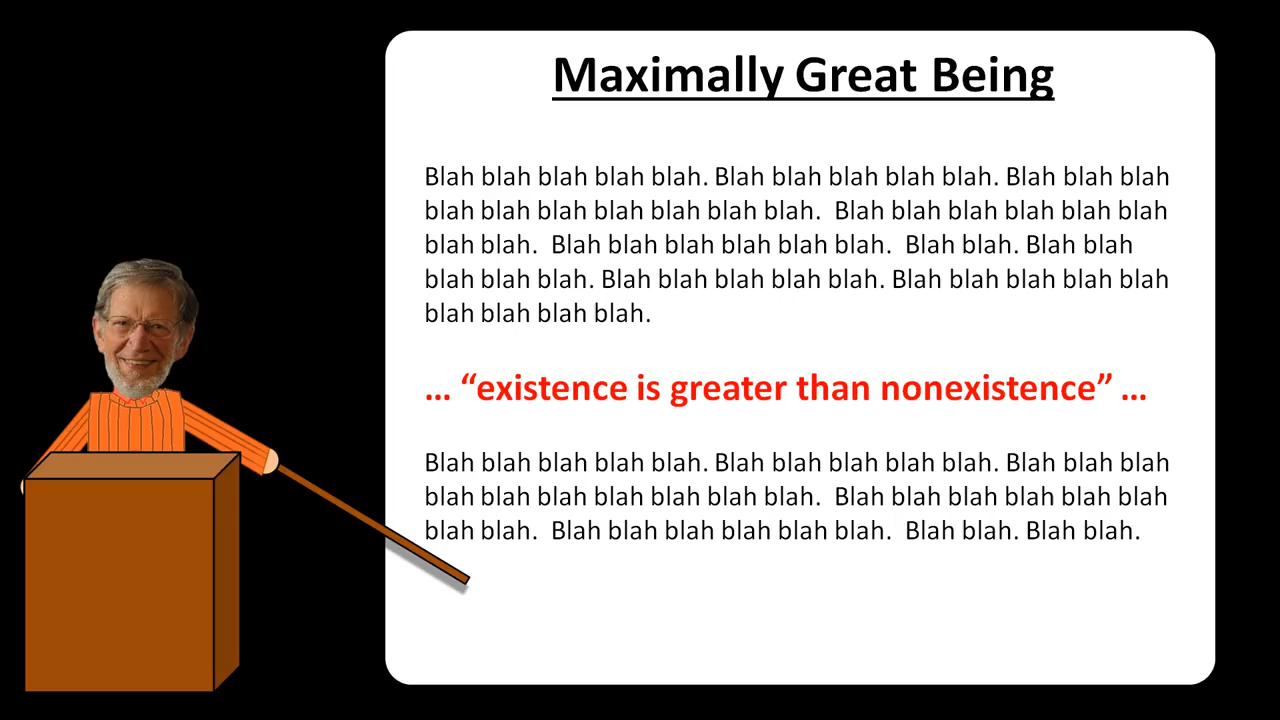 Maximally Great Being
Blah blah blah blah blah. Blah blah blah blah blah. Blah blah blah
blah blah blah blah blah blah blah.  Blah blah blah blah blah blah
blah blah.  Blah blah blah blah blah blah.  Blah blah. Blah blah
blah blah blah. Blah blah blah blah blah. Blah blah blah blah blah
blah blah blah blah.
... “existence is greater than nonexistence” ...
Blah blah blah blah blah. Blah blah blah blah blah. Blah blah blah
blah blah blah blah blah blah blah.  Blah blah blah blah blah blah
blah blah.  Blah blah blah blah blah blah.  Blah blah. Blah blah.